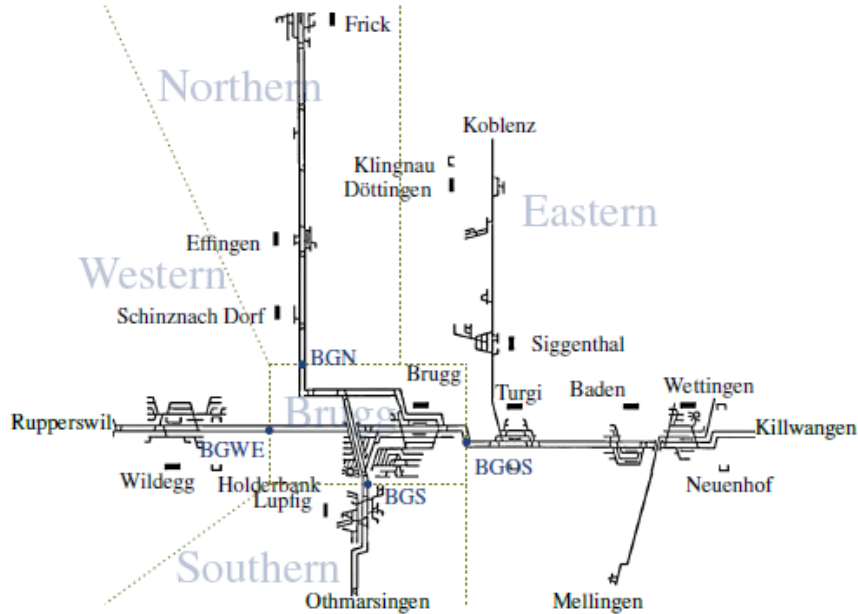 Frick
Northern
Koblenz
Klingnau
Döttingen
Eastern
Effingen
Western
Schinznach Dorf
Siggenthal
BGN
Brugg
Turgi
Baden
Wettingen
Rupperswil
Brugg
Killwangen
BGWE
BGOS
Wildegg
Holderbank
Neuenhof
Lupfig
BGS
Southern
Othmarsingen
Mellingen